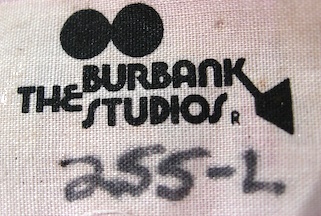 THE BURBANK
STUDIOS R
255-L